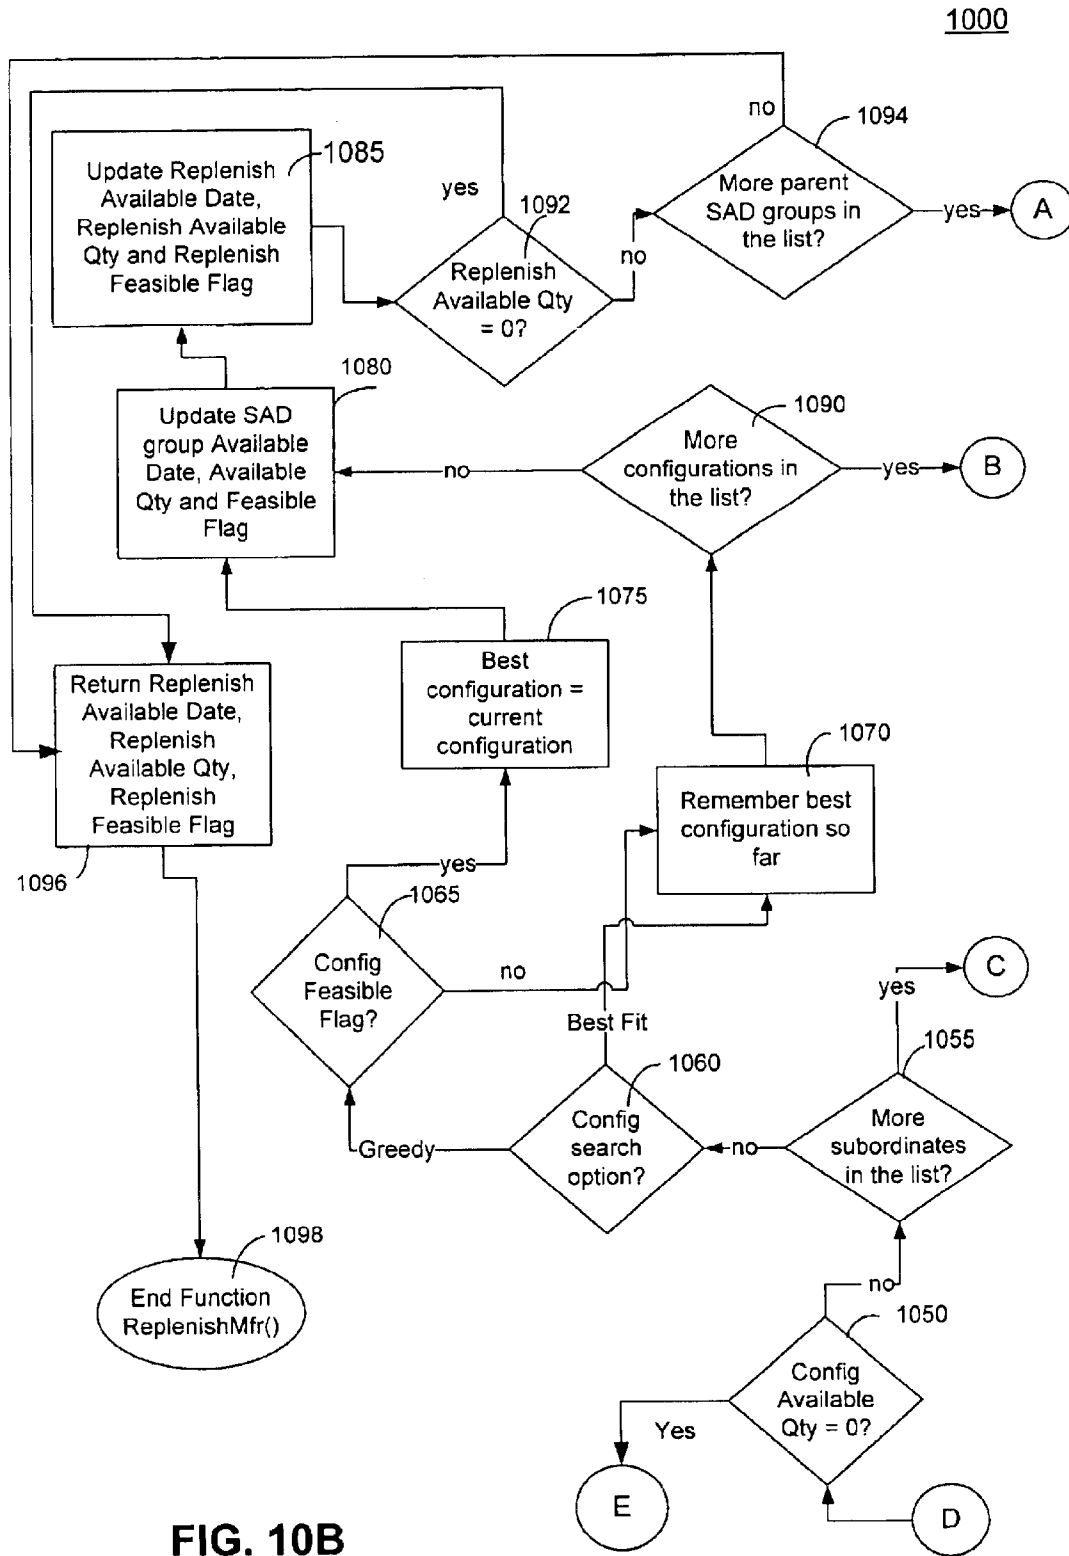 1000
no
1094
More parent
SAD groups in
the list?
yes
A
1085
Update Replenish
Available Date,
Replenish Available
Qty and Replenish
Feasible Flag
yes
1092
Replenish
Available Qty
= 0?
no
1080
Update SAD
group Available
Date, Available
Qty and Feasible
Flag
no
1090
More
configurations in
the list?
yes
B
1075
Best
configuration =
current
configuration
Return Replenish
Available Date,
Replenish
Available Qty,
Replenish
Feasible Flag
1096
1070
Remember best
configuration so
far
yes
1065
Config
Feasible
Flag?
no
Best Fit
C
yes
1055
More
subordinates
in the list?
no
1060
Config
search
option?
Greedy
1098
End Function
ReplenishMfr()
no
1050
Config
Available
Qty = 0?
Yes
E
D
FIG. 10B